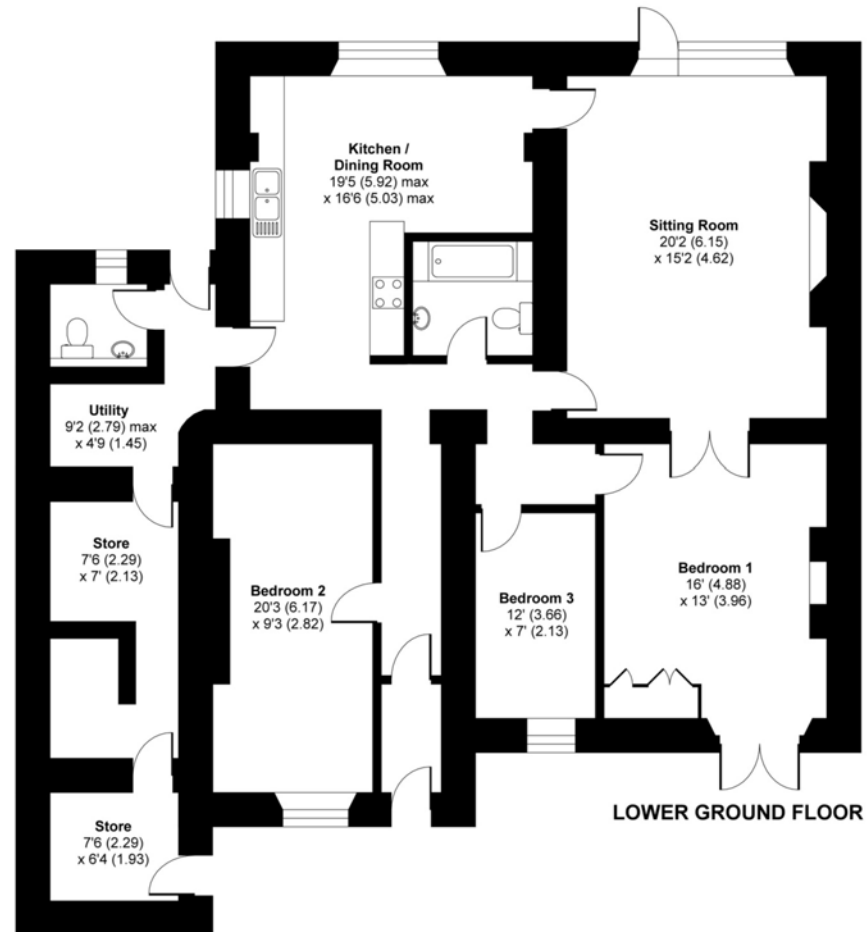 Kitchen /
Dining Room
19'5 (5.92) max
x 16'6 (5.03) max
Sitting Room
20'2 (6.15)
x 15'2 (4.62)
Utility
9'2 (2.79) max
x 4'9 (1.45)
Store
7'6 (2.29)
x 7' (2.13)
Bedroom 2
20'3 (6.17)
x 9'3 (2.82)
Bedroom 3
12' (3.66)
x 7' (2.13)
Bedroom 1
16' (4.88)
x 13' (3.96)
Store
7'6 (2.29)
x 6'4 (1.93)
LOWER GROUND FLOOR